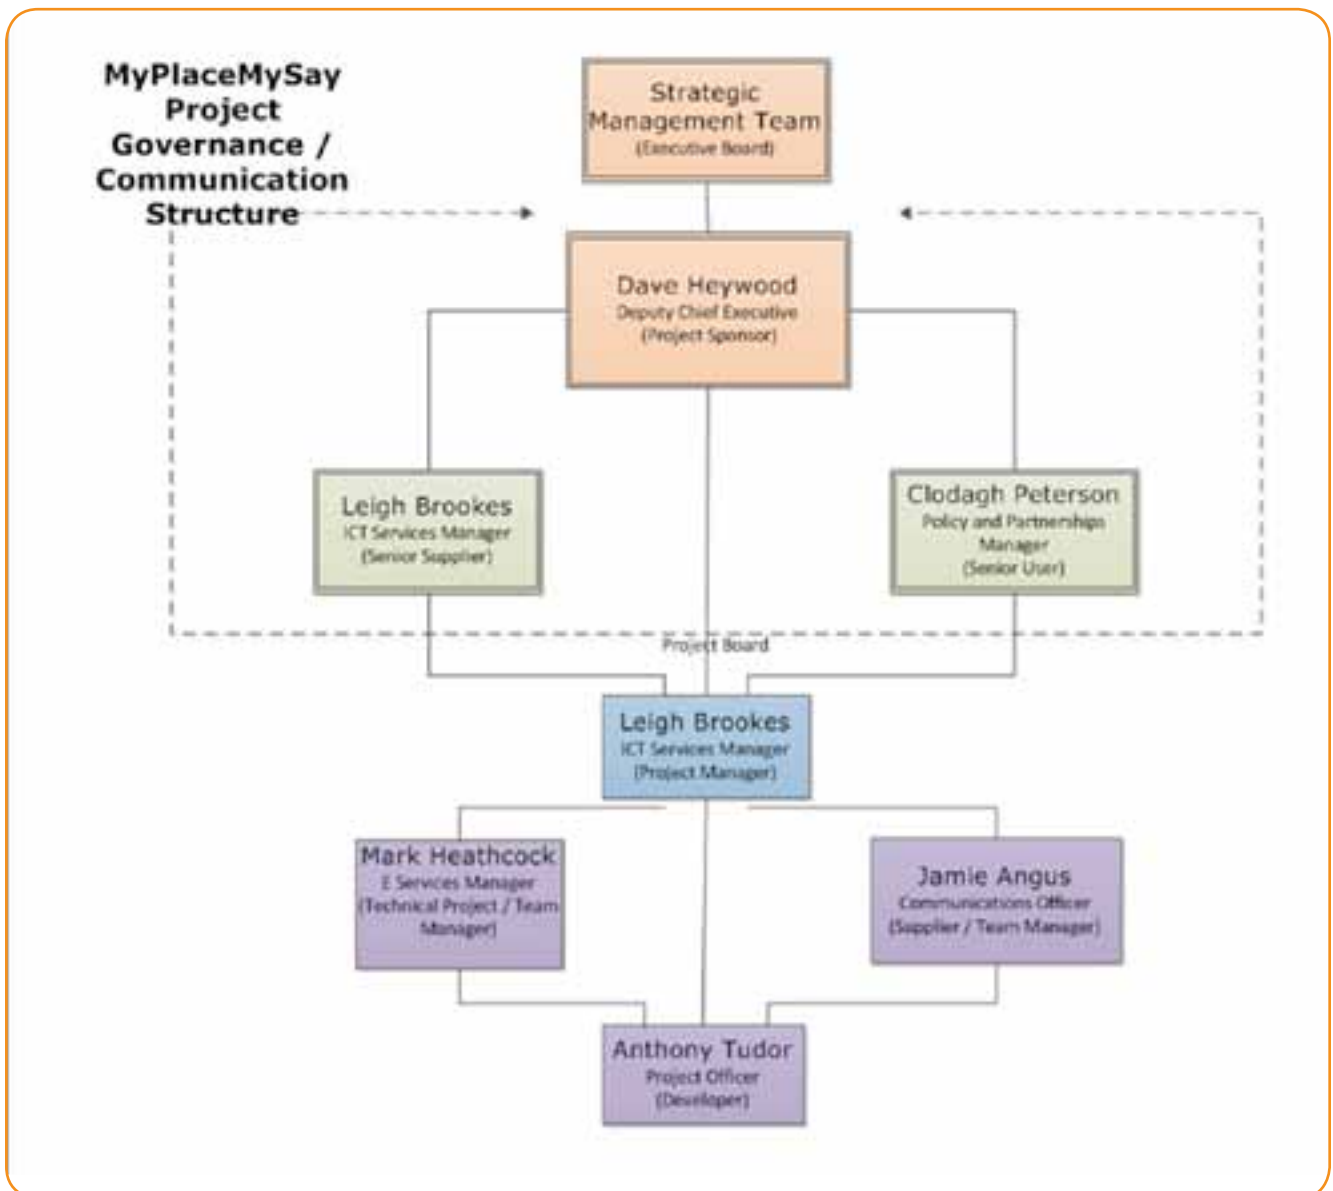 MyPlaceMySay
Project
Governance /
Communication
Structure
Strategic
Management Team
(Executive Board)
Dave Heywood
Deputy Chief Executive
(Project Sponsor)
Leigh Brookes
ICT Services Manager
(Senior Supplier)
Clodagh Peterson
Policy and Partnerships
Manager
(Senior User)
Project Board
Leigh Brookes
ICT Services Manager
(Project Manager)
Mark Heathcock
E Services Manager
(Technical Project / Team
Manager)
Jamie Angus
Communications Officer
(Supplier / Team Manager)
Anthony Tudor
Project Officer
(Developer)